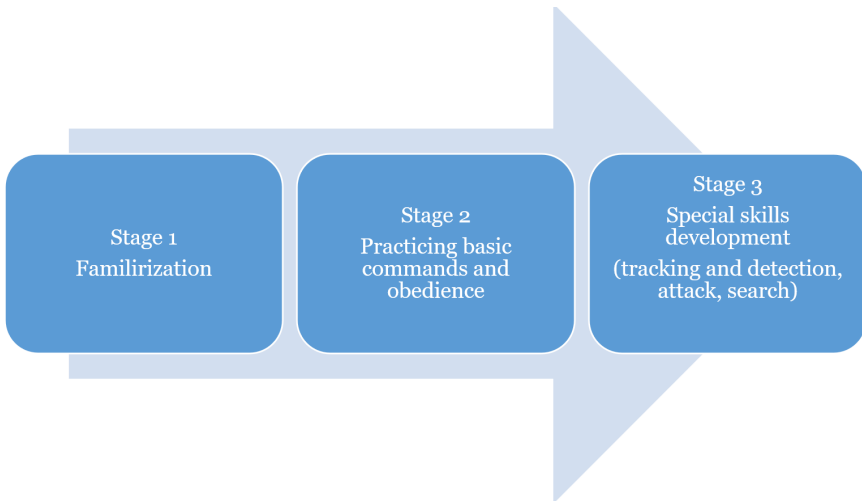 Stage 1
Familirization
Stage 2
Practicing basic
commands and
obedience
Stage 3
Special skills
development
(tracking and detection,
attack, search)